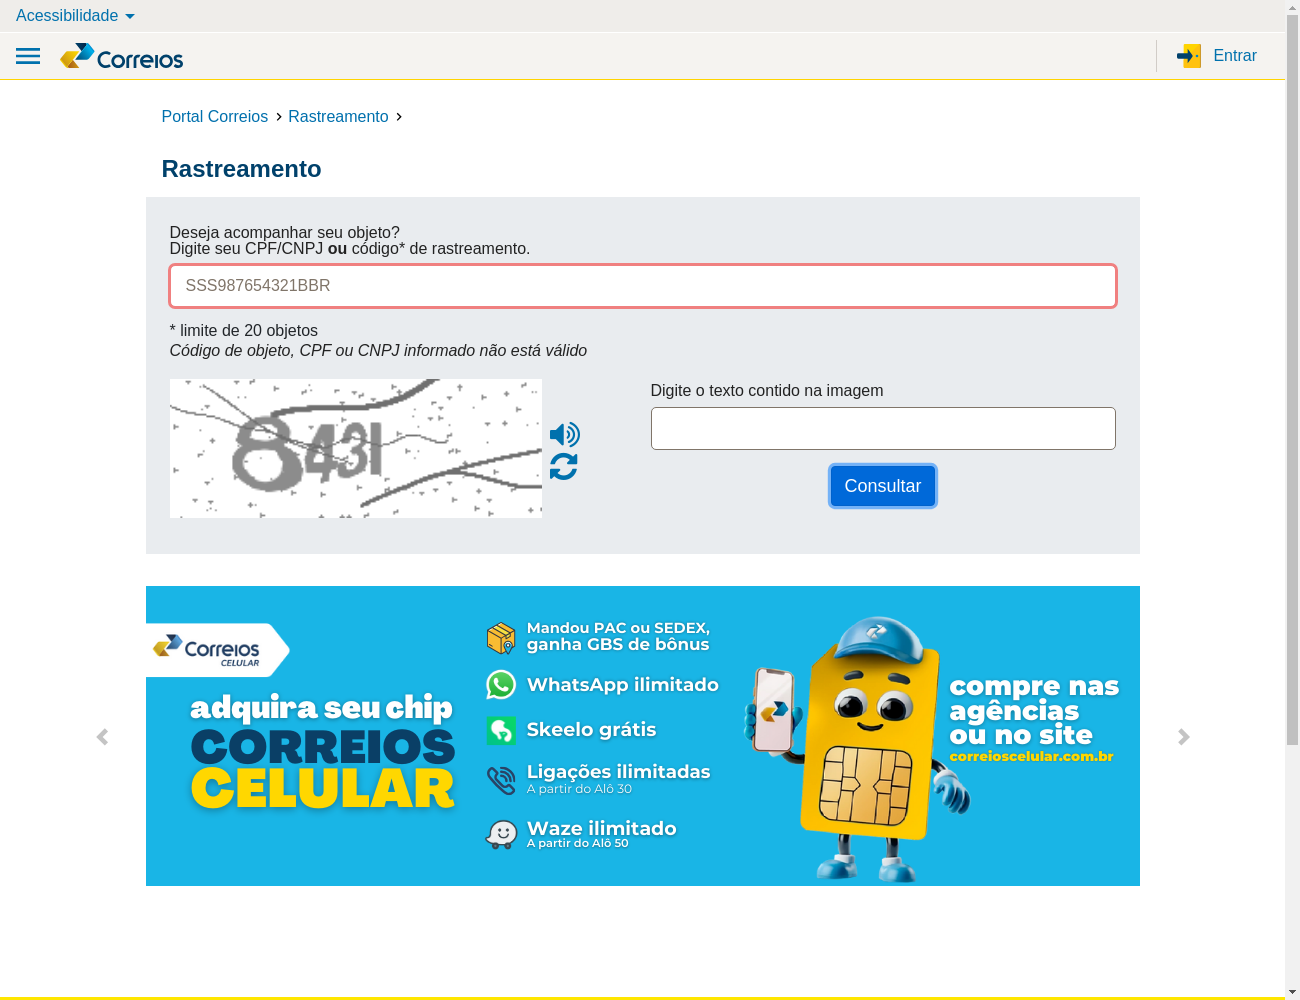 Acessibilidade
Correios
Entrar
Portal Correios
Rastreamento
Rastreamento
Deseja acompanhar seu objeto?
Digite seu CPF/CNPJ ou código* de rastreamento.
SSS987654321BBR
* limite de 20 objetos
Código de objeto, CPF ou CNPJ informado não está válido
8431
Digite o texto contido na imagem
Consultar
Correios
CELULAR
adquira seu chip
CORREIOS
CELULAR
Mandou PAC ou SEDEX,
ganha GBS de bônus
WhatsApp ilimitado
Skeelo grátis
Ligações ilimitadas
A partir do Alô 30
Waze ilimitado
A partir do Alô 50
compre nas
agências
ou no site
correioscelular.com.br